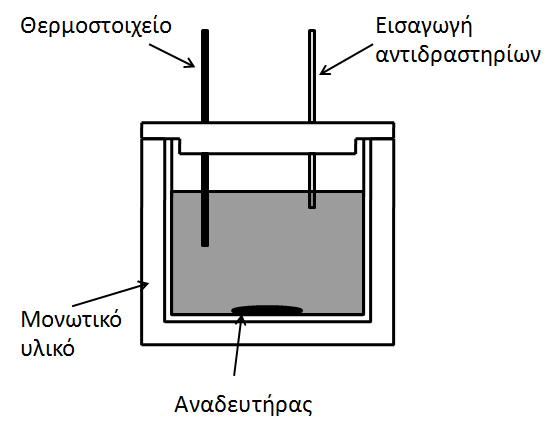 Θερμοστοιχείο
Εισαγωγή
αντιδραστηρίων
Μονωτικό
υλικό
Αναδευτήρας